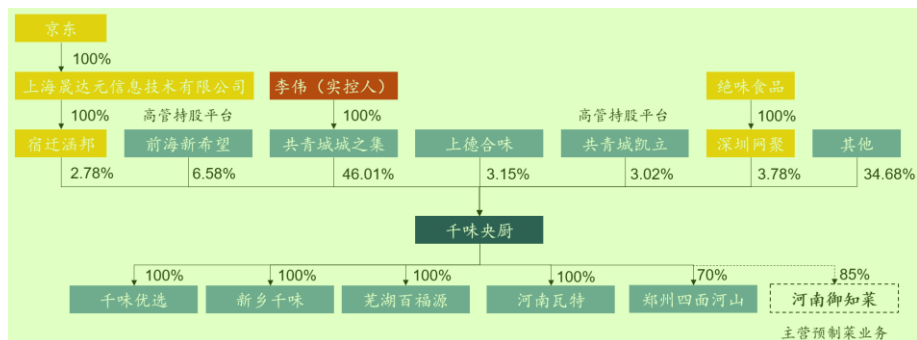 京东
100%
上海晟达元信息技术有限公司
李伟（实控人）
绝味食品
100%
高管持股平台
100%
高管持股平台
100%
宿迁涵邦
前海新希望
共青城城之集
上德合味
共青城凯立
深圳网聚
其他
2.78%
6.58%
46.01%
3.15%
3.02%
3.78%
34.68%
千味央厨
100%
100%
100%
100%
70%
85%
千味优选
新乡千味
芜湖百福源
河南瓦特
郑州四面河山
河南御知菜
主营预制菜业务